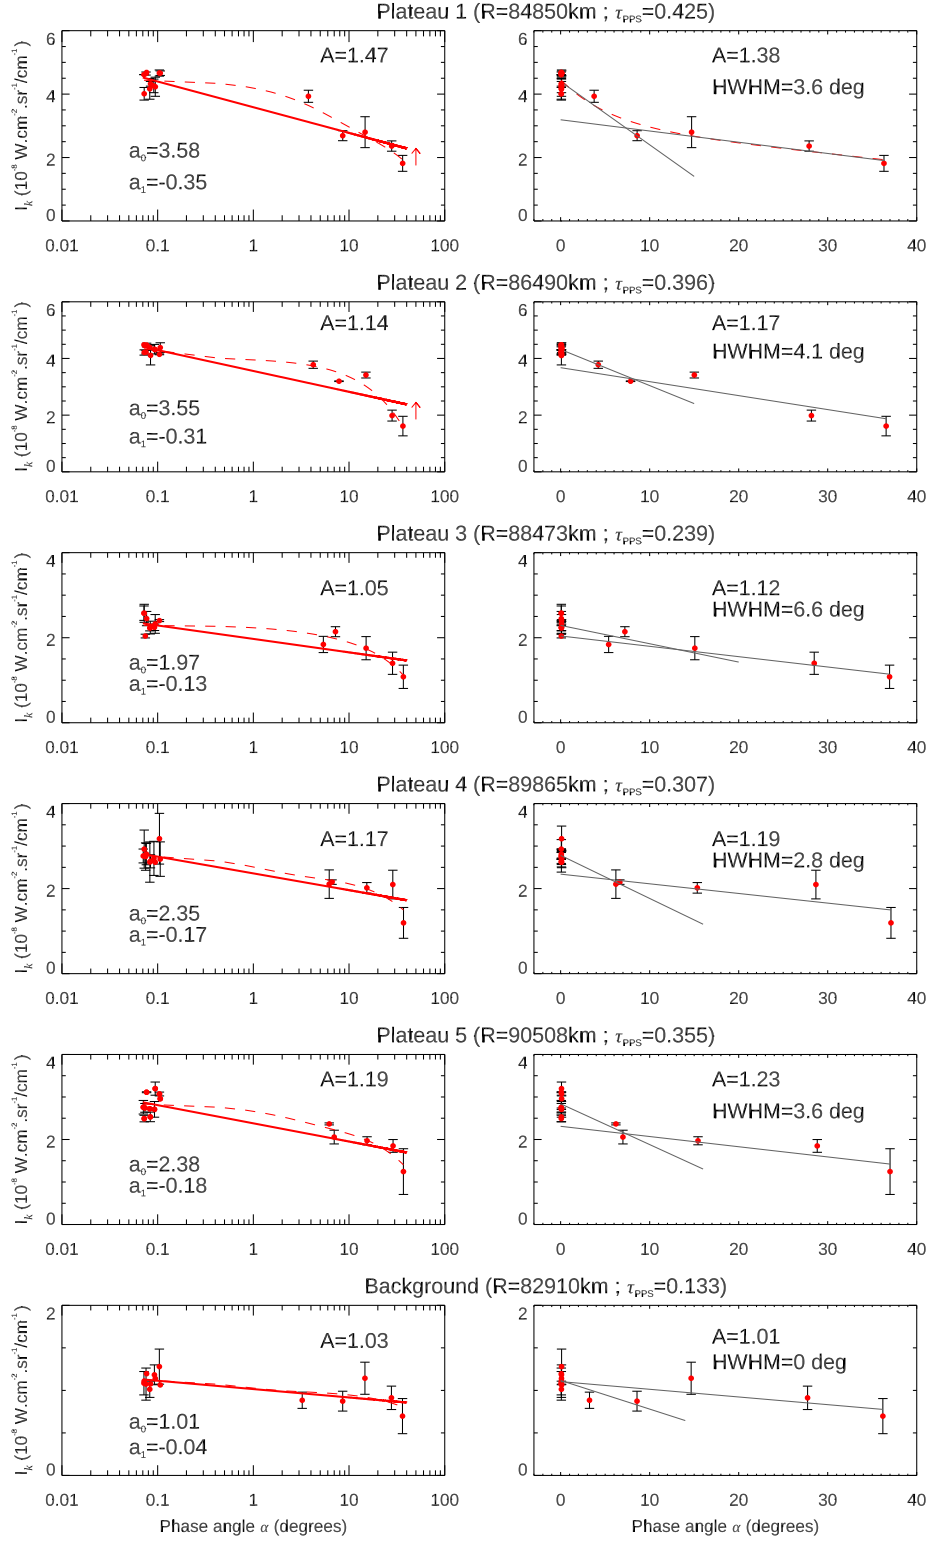 Plateau 1 (R=84850km ; τPPS=0.425)
Ik (10-8 W.cm-2.sr-1/cm-1)
6
4
2
0
A=1.47
a0=3.58
a1=-0.35
0.01 0.1 1 10 100
A=1.38
HWHM=3.6 deg
6
4
2
0
0 10 20 30 40
Plateau 2 (R=86490km ; τPPS=0.396)
Ik (10-8 W.cm-2.sr-1/cm-1)
6
4
2
0
A=1.14
a0=3.55
a1=-0.31
0.01 0.1 1 10 100
A=1.17
HWHM=4.1 deg
6
4
2
0
0 10 20 30 40
Plateau 3 (R=88473km ; τPPS=0.239)
Ik (10-8 W.cm-2.sr-1/cm-1)
4
2
0
A=1.05
a0=1.97
a1=-0.13
0.01 0.1 1 10 100
A=1.12
HWHM=6.6 deg
4
2
0
0 10 20 30 40
Plateau 4 (R=89865km ; τPPS=0.307)
Ik (10-8 W.cm-2.sr-1/cm-1)
4
2
0
A=1.17
a0=2.35
a1=-0.17
0.01 0.1 1 10 100
A=1.19
HWHM=2.8 deg
4
2
0
0 10 20 30 40
Plateau 5 (R=90508km ; τPPS=0.355)
Ik (10-8 W.cm-2.sr-1/cm-1)
4
2
0
A=1.19
a0=2.38
a1=-0.18
0.01 0.1 1 10 100
A=1.23
HWHM=3.6 deg
4
2
0
0 10 20 30 40
Background (R=82910km ; τPPS=0.133)
Ik (10-8 W.cm-2.sr-1/cm-1)
2
1
0
A=1.03
a0=1.01
a1=-0.04
0.01 0.1 1 10 100
Phase angle α (degrees)
A=1.01
HWHM=0 deg
2
1
0
0 10 20 30 40
Phase angle α (degrees)